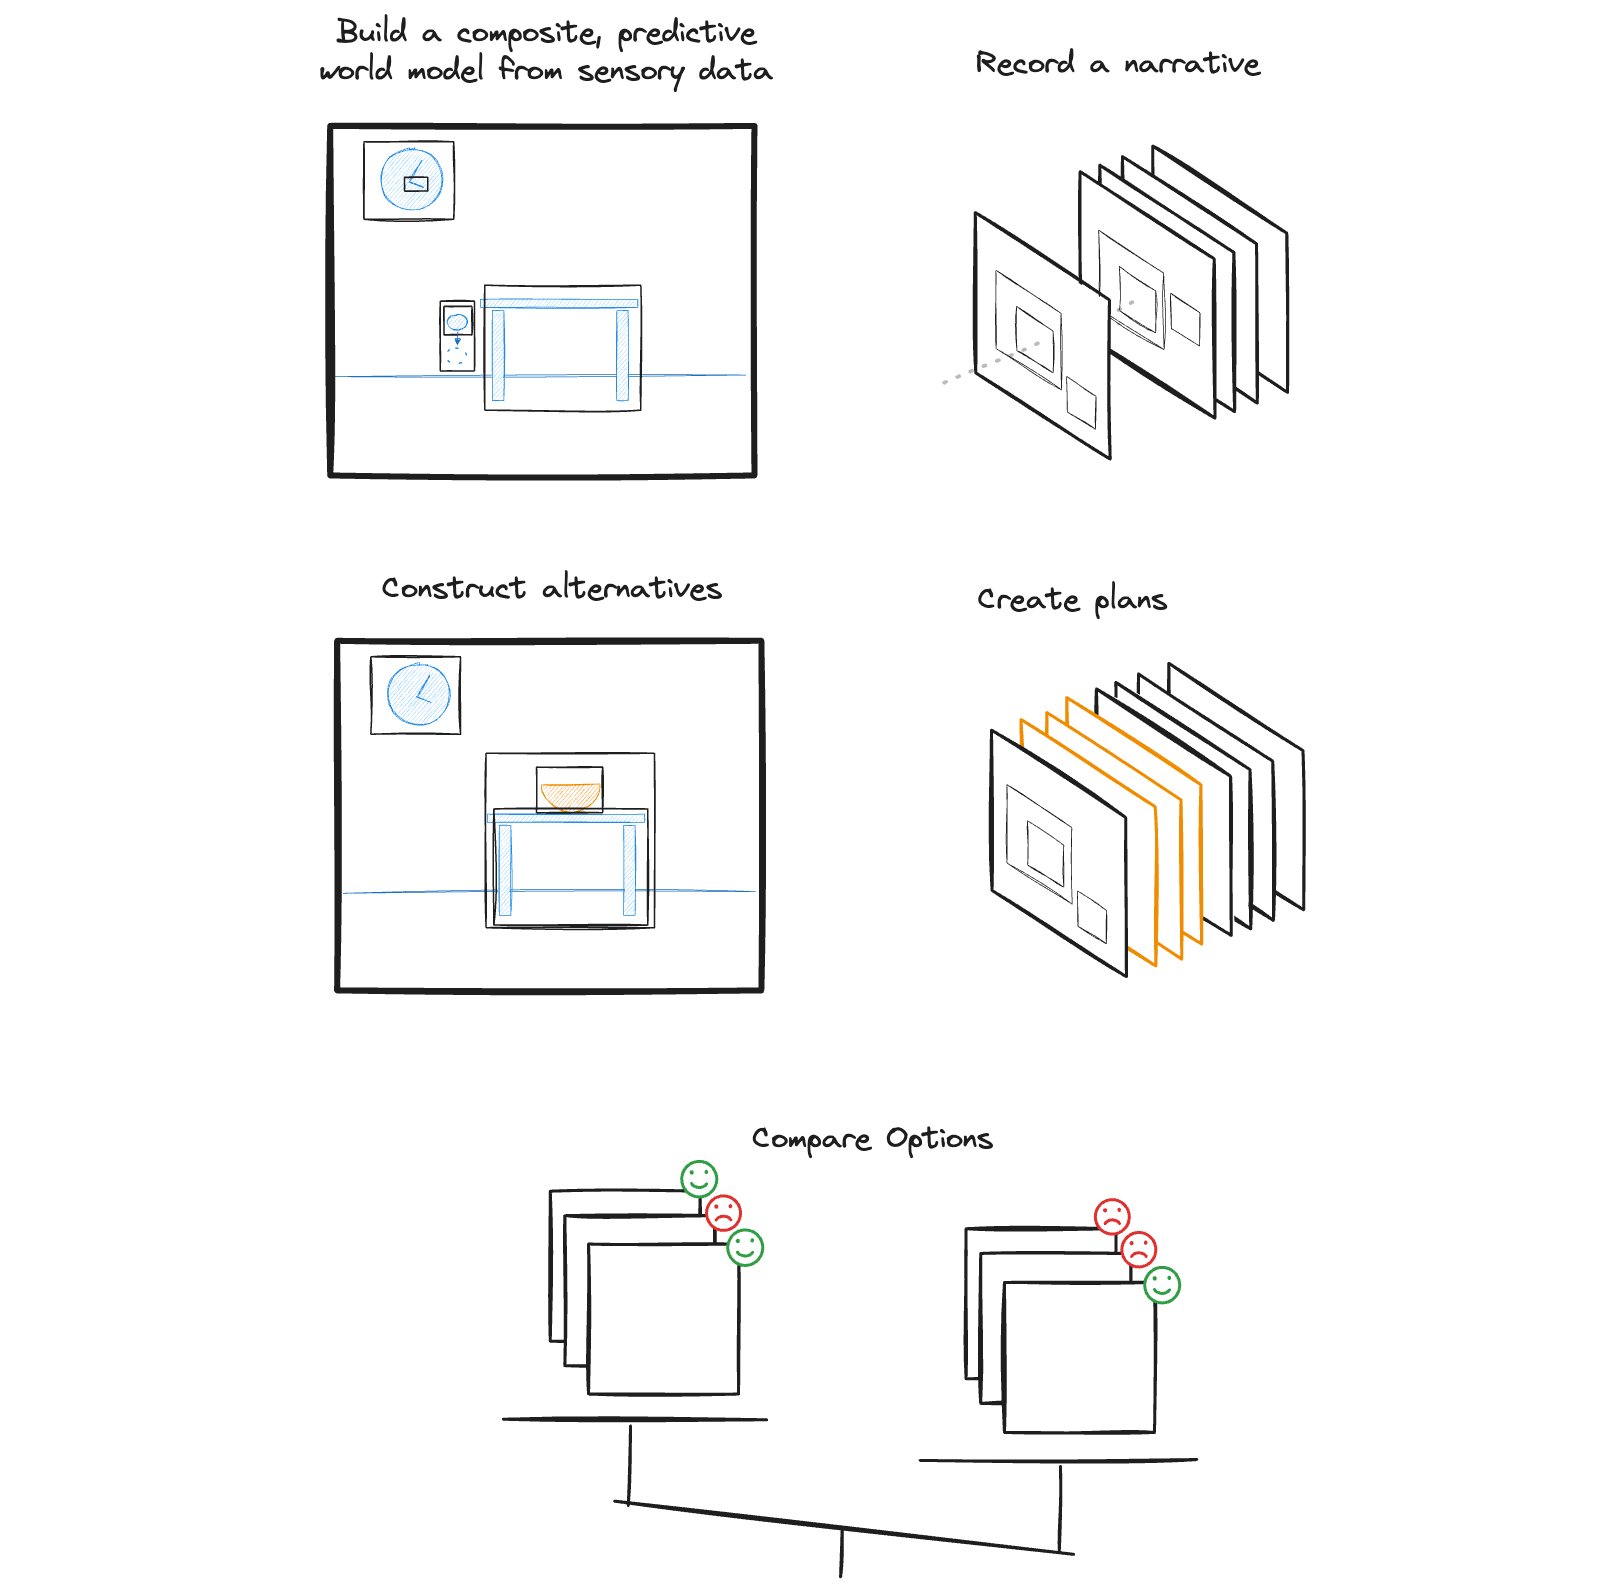 Build a composite, predictive
world model from sensory data
Record a narrative
Construct alternatives
Create plans
Compare Options